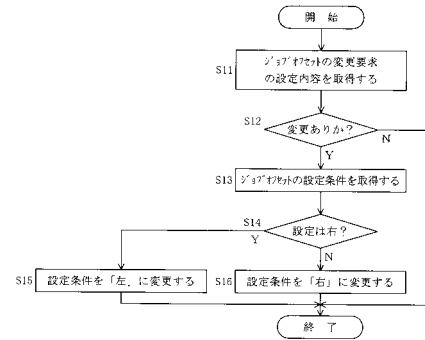 開 始
S11
ジョブオフセットの変更要求
の設定内容を取得する
S12
変更ありか?
N
Y
S13
ジョブオフセットの設定条件を取得する
S14
設定は右?
Y
N
S15
設定条件を「左」に変更する
S16
設定条件を「右」に変更する
終 了